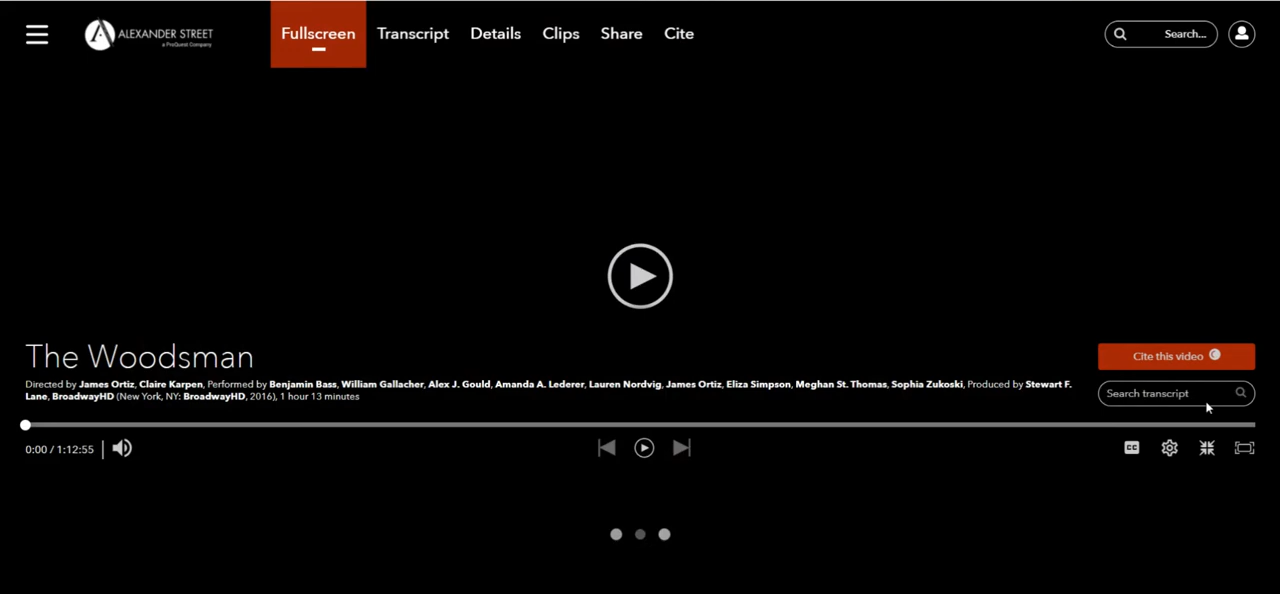 ALEXANDER STREET
a ProQuest Company
Fullscreen
Transcript
Details
Clips
Share
Cite
Search...
The Woodsman
Cite this video
Directed by James Ortiz, Claire Karpen, Performed by Benjamin Bass, William Gallacher, Alex J. Gould, Amanda A. Lederer, Lauren Nordvig, James Ortiz, Eliza Simpson, Meghan St. Thomas, Sophia Zukoski, Produced by Stewart F.
Lane, BroadwayHD (New York, NY: BroadwayHD, 2016), 1 hour 13 minutes
Search transcript
0:00 / 1:12:55
CC